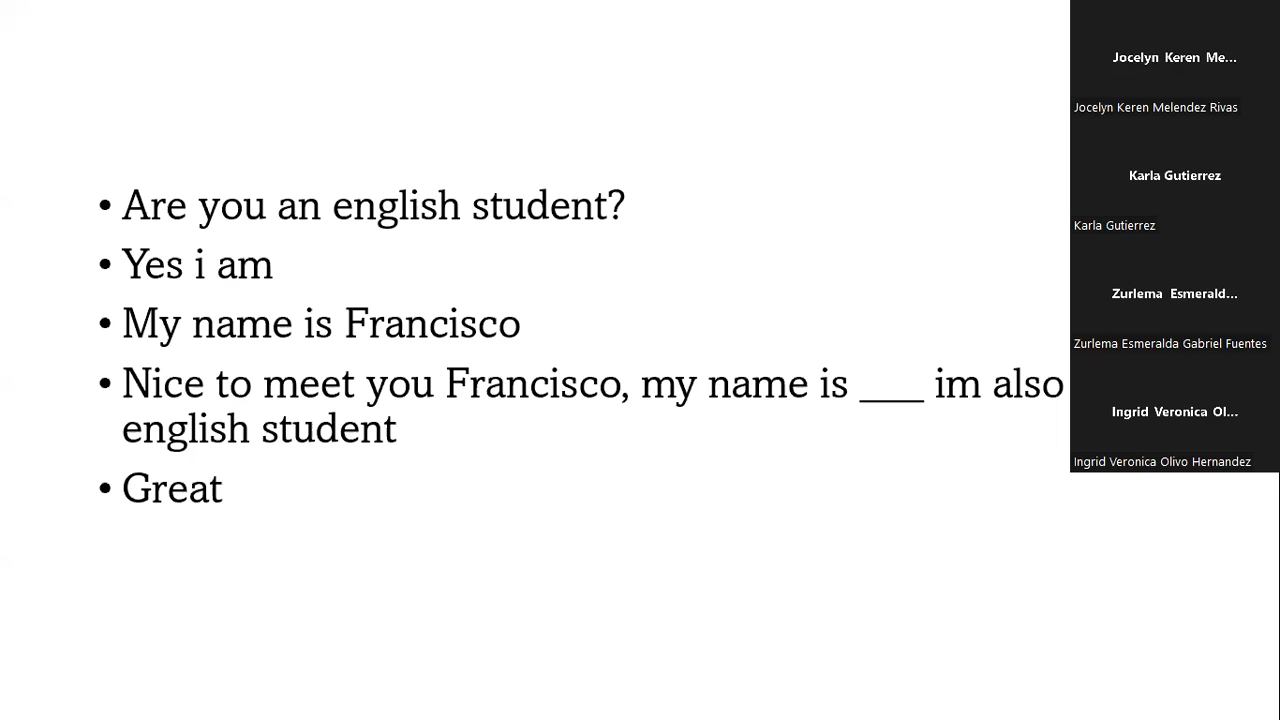 • Are you an english student?
• Yes i am
• My name is Francisco
• Nice to meet you Francisco, my name is ___ im also
english student
• Great
Jocelyn Keren Me...
Jocelyn Keren Melendez Rivas
Karla Gutierrez
Karla Gutierrez
Zurlema Esmerald...
Zurlema Esmeralda Gabriel Fuentes
Ingrid Veronica Ol...
Ingrid Veronica Olivo Hernandez